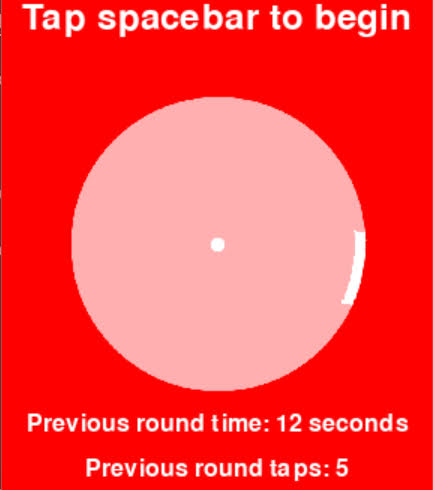 Tap spacebar to begin
Previous round time: 12 seconds
Previous round taps: 5